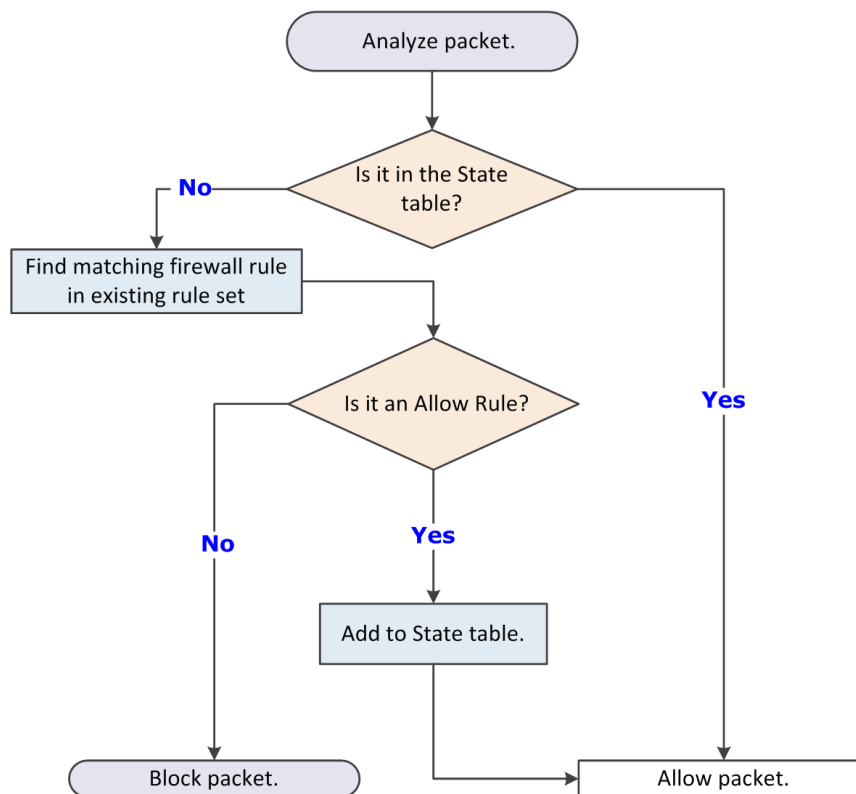 Analyze packet.
Is it in the State
table?
No
Find matching firewall rule
in existing rule set
Is it an Allow Rule?
Yes
No
Yes
Add to State table.
Block packet.
Allow packet.